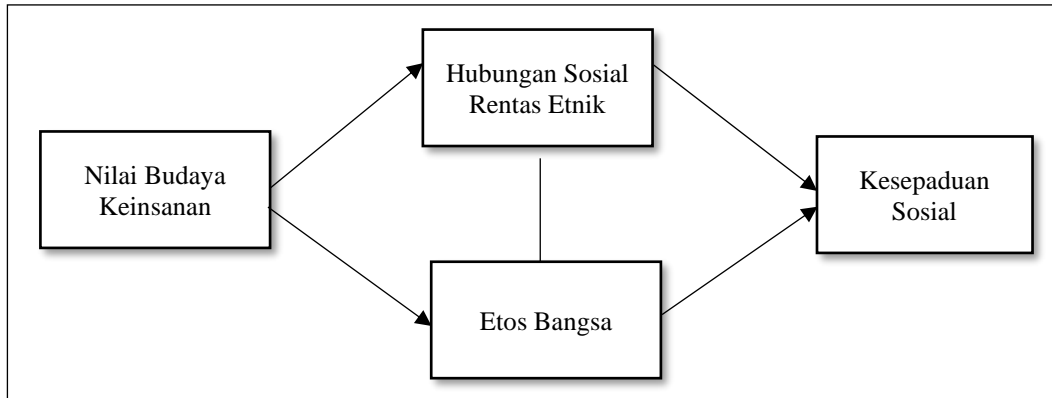 Hubungan Sosial
Rentas Etnik
Nilai Budaya
Keinsanan
Kesepaduan
Sosial
Etos Bangsa